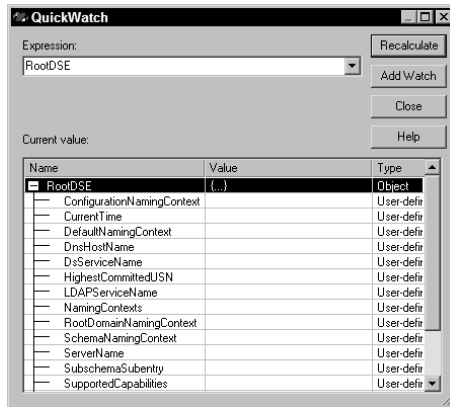 QuickWatch
Expression:
Recalculate
RootDSE
Add Watch
Close
Help
Current value:
Name Value Type
RootDSE {...} Object
ConfigurationNamingContext User-defir
CurrentTime User-defir
DefaultNamingContext User-defir
DnsHostName User-defir
DsServiceName User-defir
HighestCommittedUSN User-defir
LDAPServiceName User-defir
NamingContexts User-defir
RootDomainNamingContext User-defir
SchemaNamingContext User-defir
ServerName User-defir
SubschemaSubentry User-defir
SupportedCapabilities User-defir